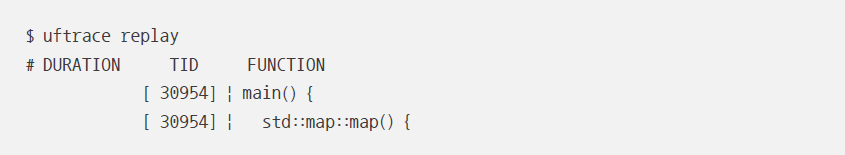 $ uftrace replay
# DURATION     TID     FUNCTION
            [ 30954] ¦ main() {
            [ 30954] ¦   std::map::map() {